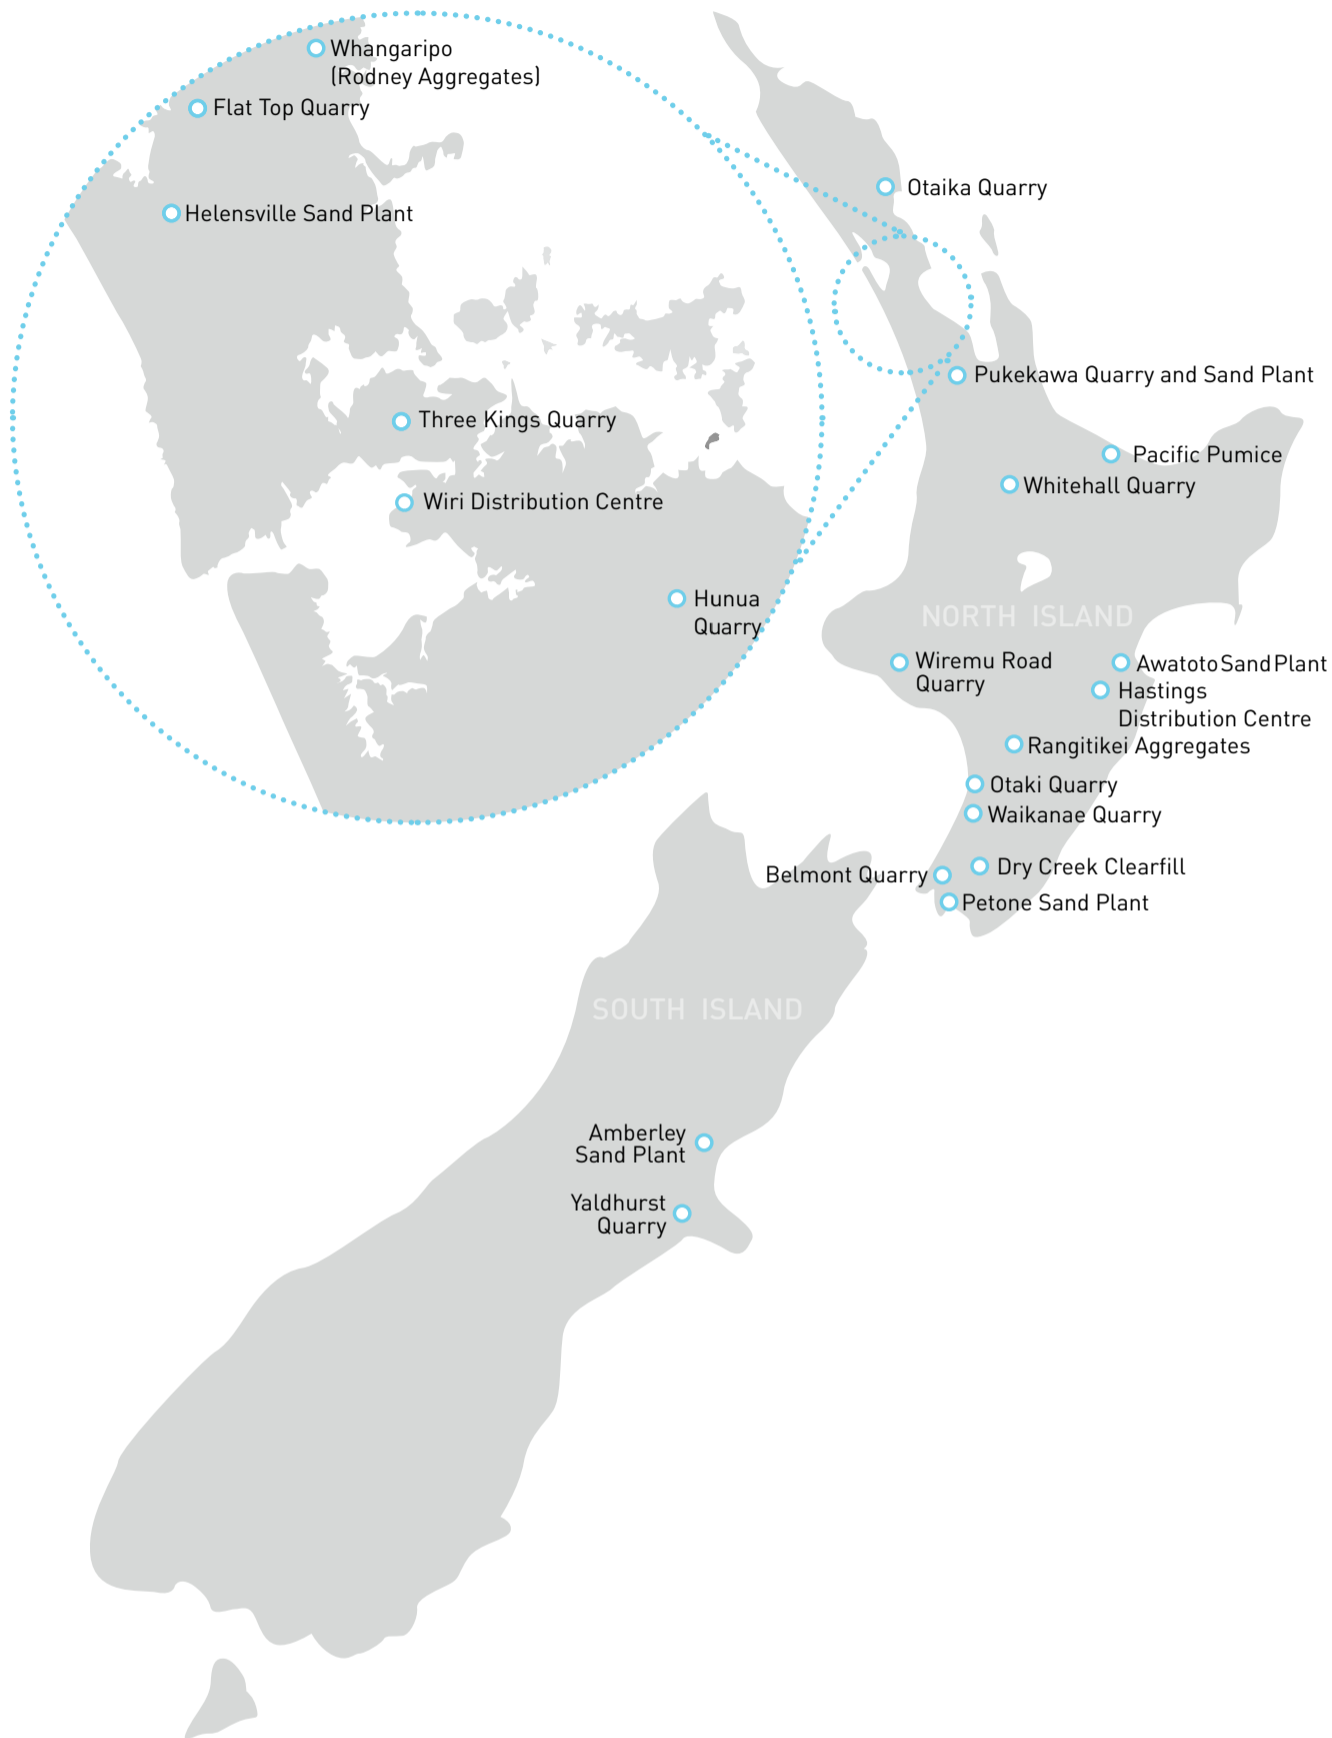 Whangaripo
(Rodney Aggregates)
Flat Top Quarry
Helensville Sand Plant
Three Kings Quarry
Wiri Distribution Centre
Hunua
Quarry
Otaika Quarry
Pukekawa Quarry and Sand Plant
Pacific Pumice
Whitehall Quarry
NORTH ISLAND
Wiremu Road
Quarry
Awatoto Sand Plant
Hastings
Distribution Centre
Rangitikei Aggregates
Otaki Quarry
Waikanae Quarry
Dry Creek Clearfill
Belmont Quarry
Petone Sand Plant
SOUTH ISLAND
Amberley
Sand Plant
Yaldhurst
Quarry